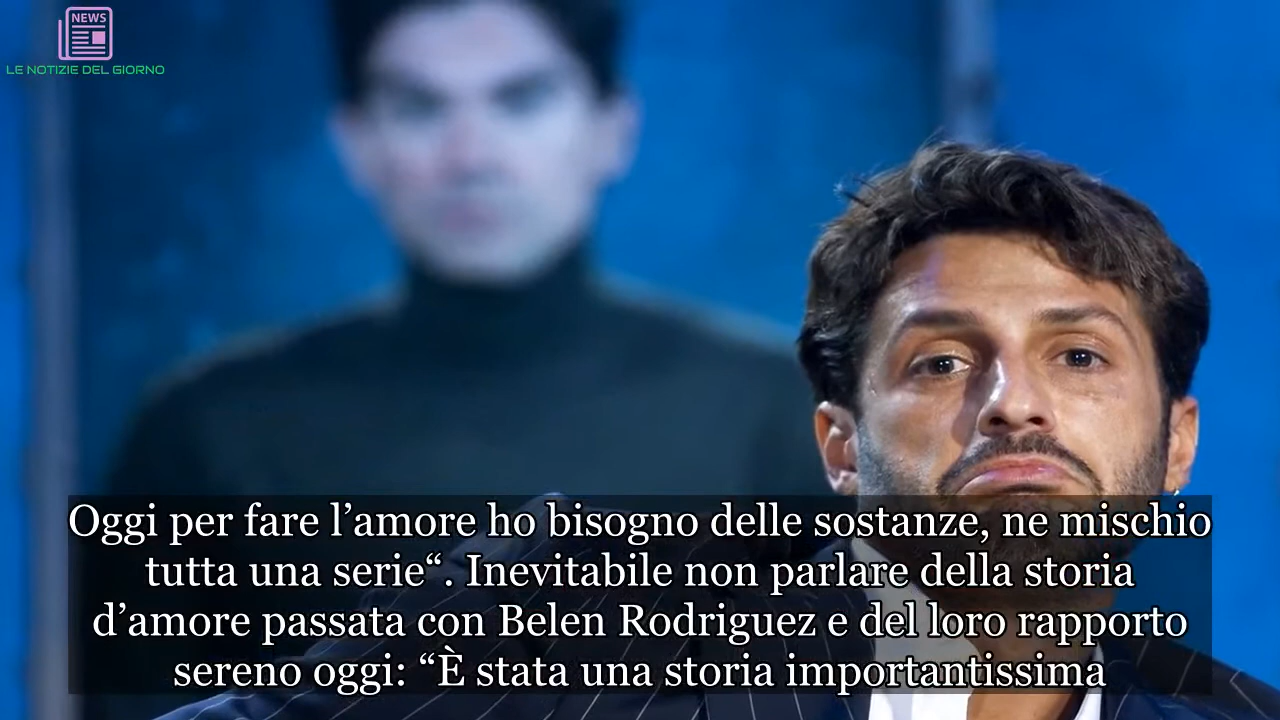 NEWS
LE NOTIZIE DEL GIORNO
Oggi per fare l’amore ho bisogno delle sostanze, ne mischio
tutta una serie“. Inevitabile non parlare della storia
d’amore passata con Belen Rodriguez e del loro rapporto
sereno oggi: “È stata una storia importantissima